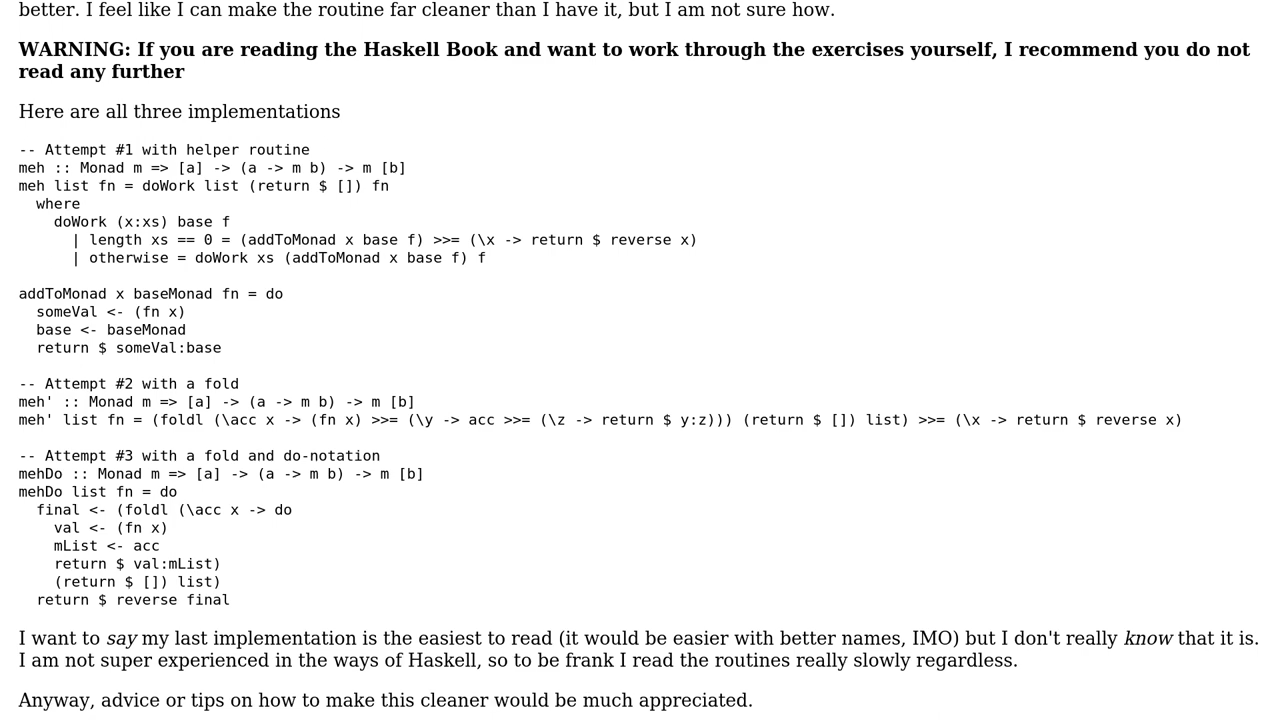 better. I feel like I can make the routine far cleaner than I have it, but I am not sure how.
WARNING: If you are reading the Haskell Book and want to work through the exercises yourself, I recommend you do not
read any further
Here are all three implementations
-- Attempt #1 with helper routine
meh :: Monad m => [a] -> (a -> m b) -> m [b]
meh list fn = doWork list (return $ []) fn
  where
    doWork (x:xs) base f
      | length xs == 0 = (addToMonad x base f) >>= (\x -> return $ reverse x)
      | otherwise = doWork xs (addToMonad x base f) f
addToMonad x baseMonad fn = do
  someVal <- (fn x)
  base <- baseMonad
  return $ someVal:base
-- Attempt #2 with a fold
meh' :: Monad m => [a] -> (a -> m b) -> m [b]
meh' list fn = (foldl (\acc x -> (fn x) >>= (\y -> acc >>= (\z -> return $ y:z))) (return $ []) list) >>= (\x -> return $ reverse x)
-- Attempt #3 with a fold and do-notation
mehDo :: Monad m => [a] -> (a -> m b) -> m [b]
mehDo list fn = do
  final <- (foldl (\acc x -> do
    val <- (fn x)
    mList <- acc
    return $ val:mList)
    (return $ []) list)
  return $ reverse final
I want to say my last implementation is the easiest to read (it would be easier with better names, IMO) but I don't really know that it is.
I am not super experienced in the ways of Haskell, so to be frank I read the routines really slowly regardless.
Anyway, advice or tips on how to make this cleaner would be much appreciated.